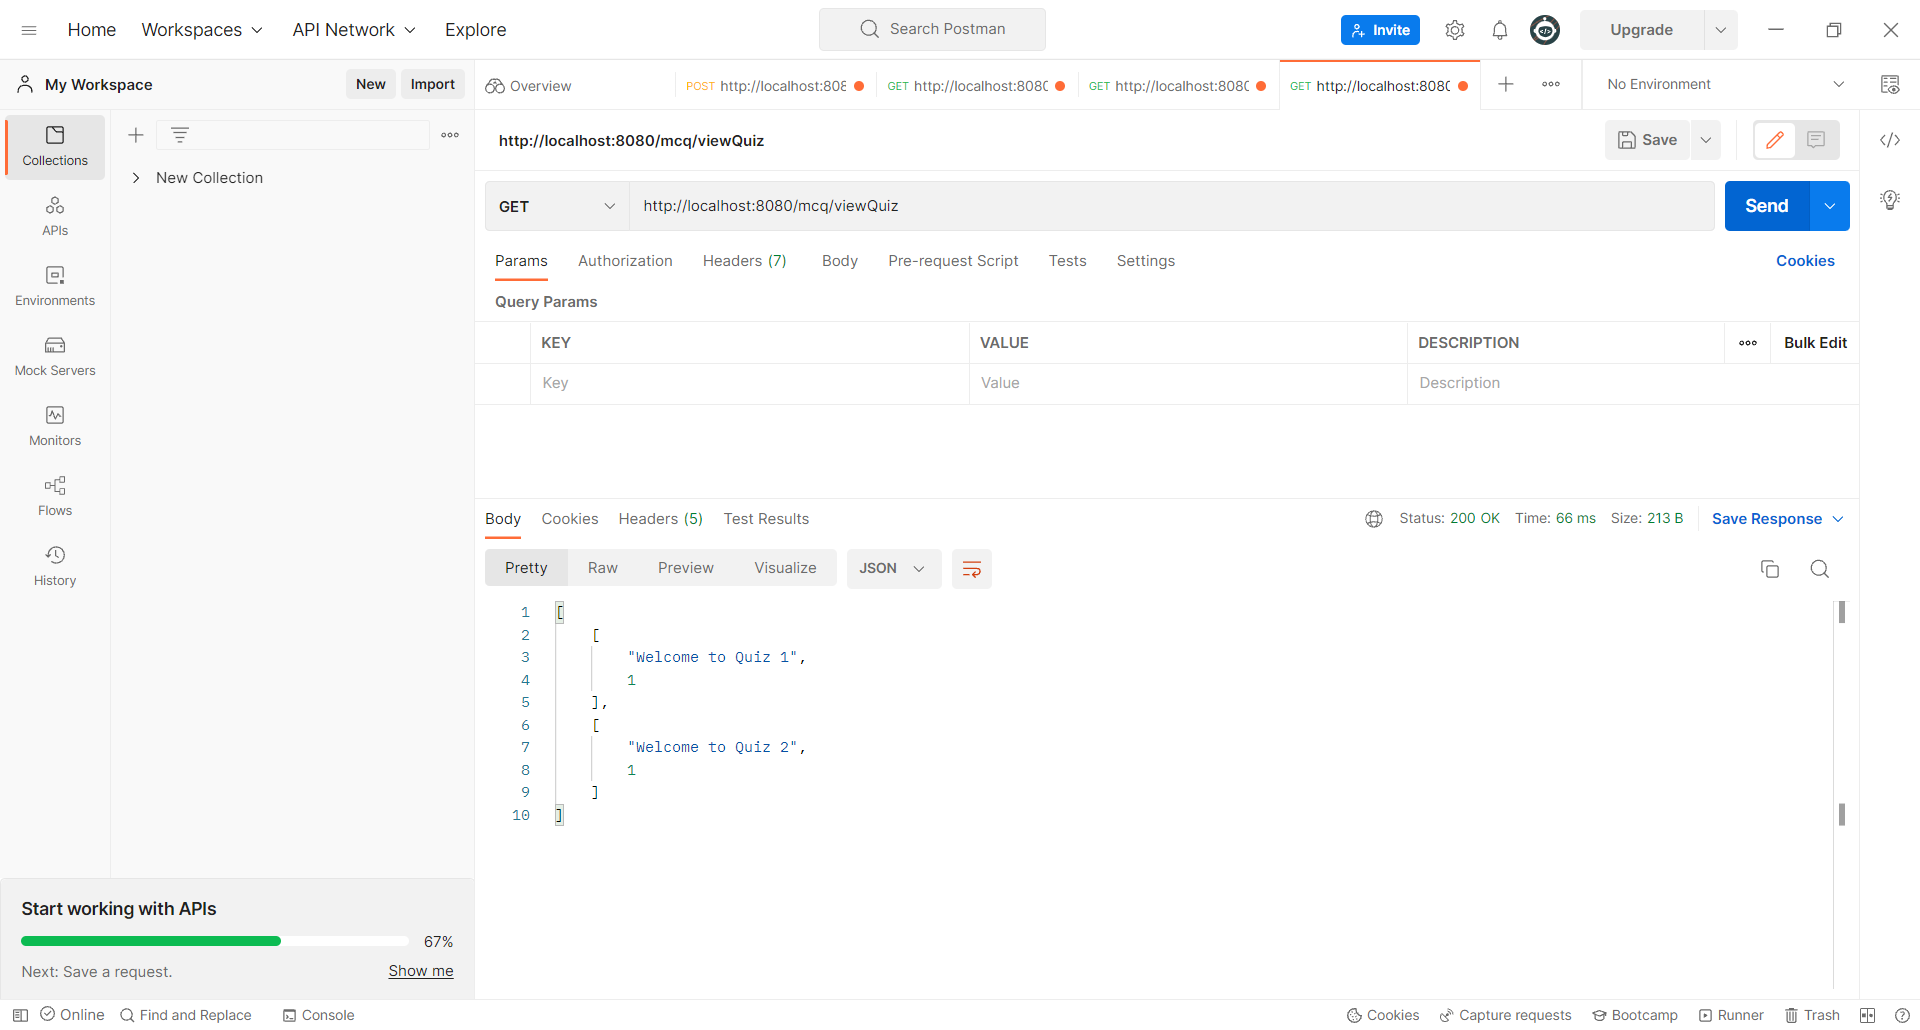 Home Workspaces API Network Explore Search Postman Invite Upgrade
My Workspace New Import Overview POST http://localhost:808 GET http://localhost:808( GET http://localhost:808( GET http://localhost:808( No Environment
Collections
APIs
Environments
Mock Servers
Monitors
Flows
History
New Collection
http://localhost:8080/mcq/viewQuiz Save
GET http://localhost:8080/mcq/viewQuiz Send
Params Authorization Headers (7) Body Pre-request Script Tests Settings Cookies
Query Params
KEY VALUE DESCRIPTION Bulk Edit
Key Value Description
Body Cookies Headers (5) Test Results Status: 200 OK Time: 66 ms Size: 213 B Save Response
Pretty Raw Preview Visualize JSON
1 [
2 [
3 "Welcome to Quiz 1",
4 1
5 ],
6 [
7 "Welcome to Quiz 2",
8 1
9 ]
10 ]
Start working with APIs
67%
Next: Save a request. Show me
Online Find and Replace Console Cookies Capture requests Bootcamp Runner Trash